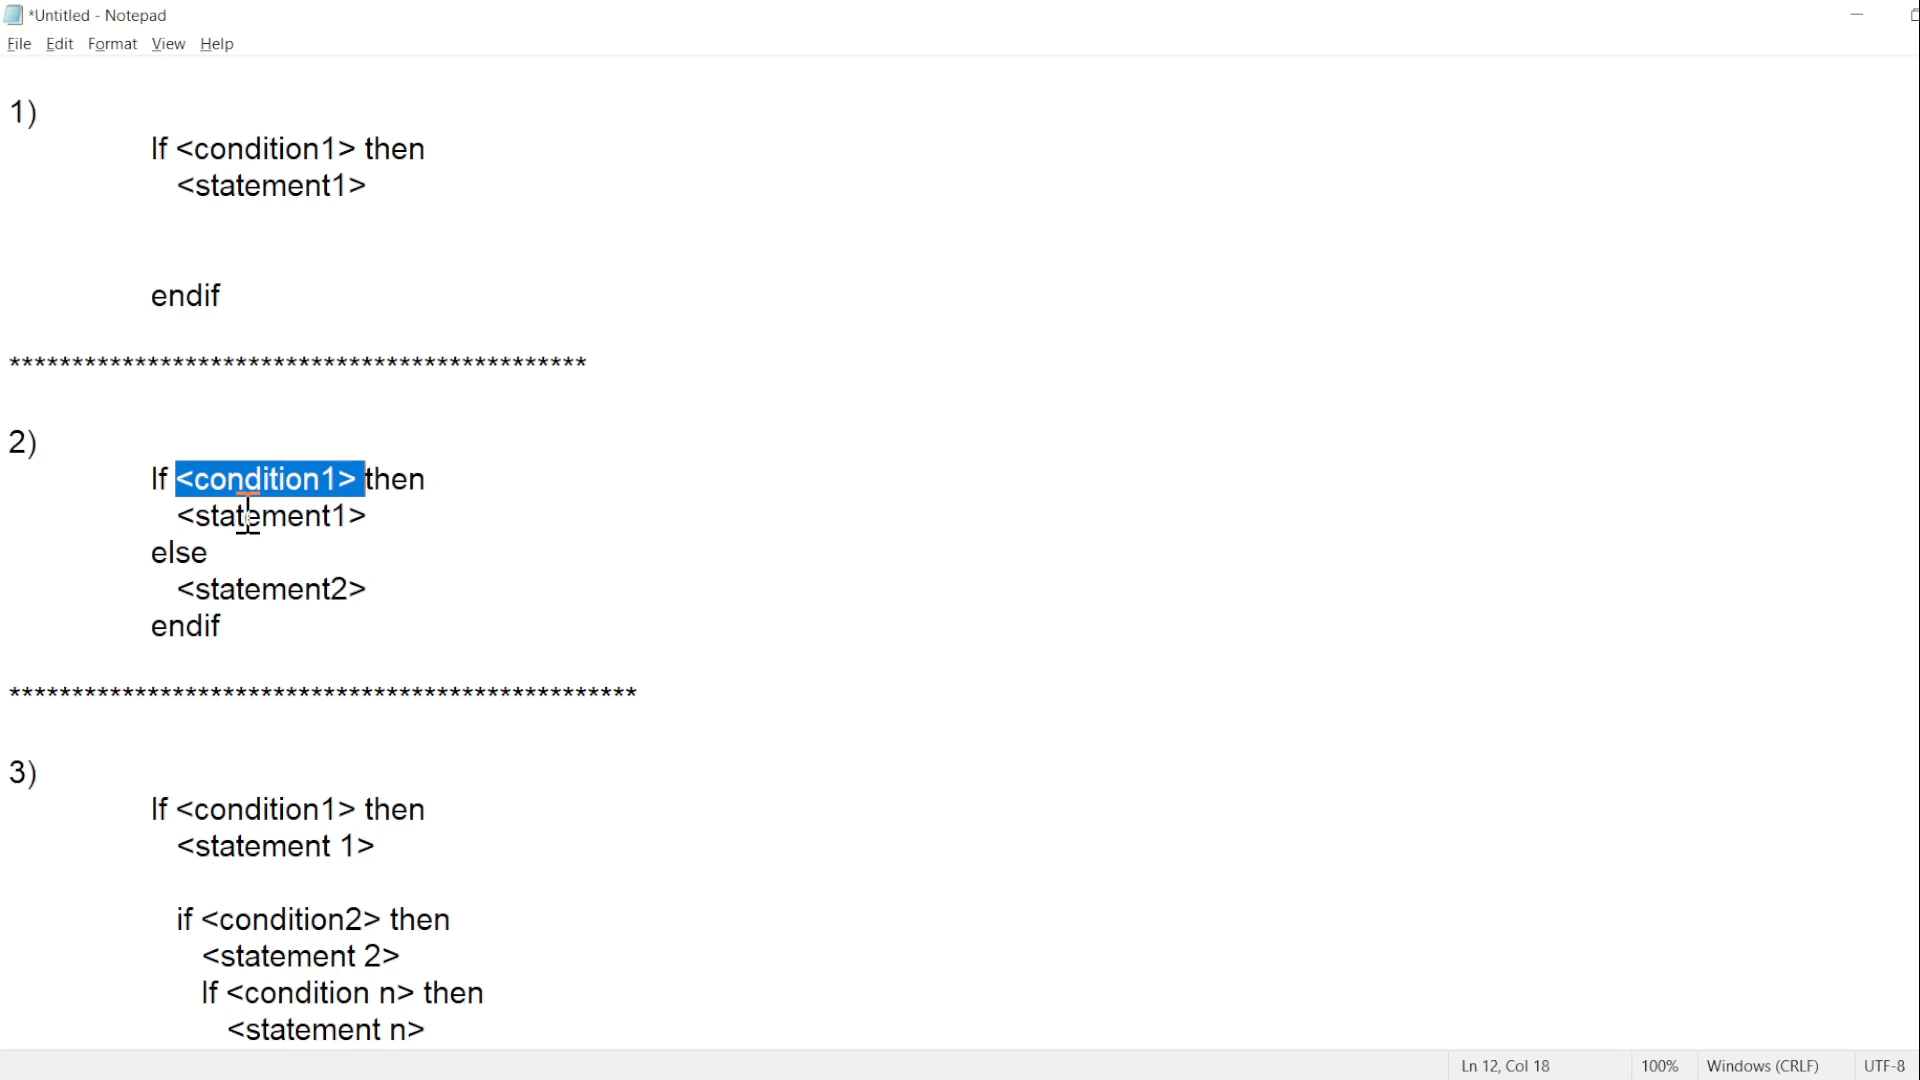 *Untitled - Notepad
File Edit Format View Help
1)
If <condition1> then
<statement1>
endif
**********************************************
2)
If <condition1> then
<statement1>
else
<statement2>
endif
**************************************************
3)
If <condition1> then
<statement 1>
if <condition2> then
<statement 2>
If <condition n> then
<statement n>
Ln 12, Col 18 100% Windows (CRLF) UTF-8